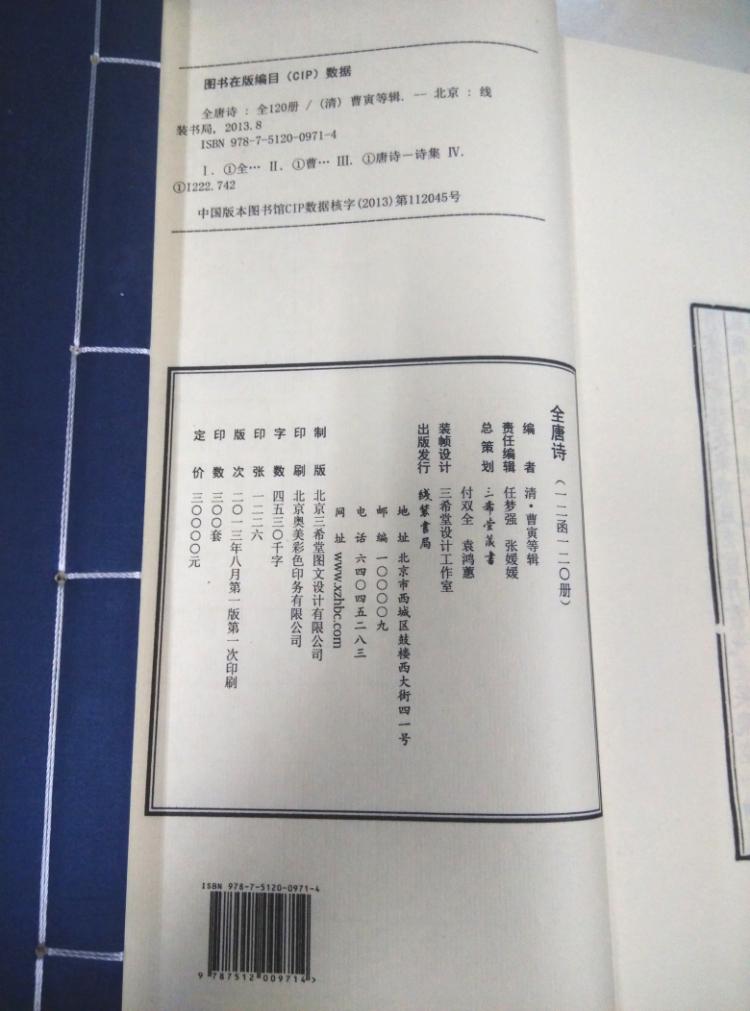 图书在版编目（CIP）数据
全唐诗：全120册 /（清）曹寅等辑. -- 北京：线
装书局，2013.8
ISBN 978-7-5120-0971-4
Ⅰ. ①全… Ⅱ. ①曹… Ⅲ. ①唐诗－诗集 Ⅳ.
①I222.742
中国版本图书馆CIP数据核字(2013)第112045号
全唐诗（一二函一二〇册）
编 者 清·曹寅等辑
责任编辑 任梦强 张媛媛
总策划 三希堂藏书
付双全 袁鸿蕙
装帧设计 三希堂设计工作室
出版发行 线装书局
地 址 北京市西城区鼓楼西大街四一号
邮 编 一〇〇〇〇九
电 话 六四〇四五二八三
网 址 www.xzhbc.com
制 版 北京三希堂图文设计有限公司
印 刷 北京奥美彩色印务有限公司
字 数 四五三〇千字
印 张 一二二六
版 次 二〇一三年八月第一版第一次印刷
印 数 三〇〇套
定 价 三〇〇〇〇元
ISBN 978-7-5120-0971-4
9 787512 009714 >